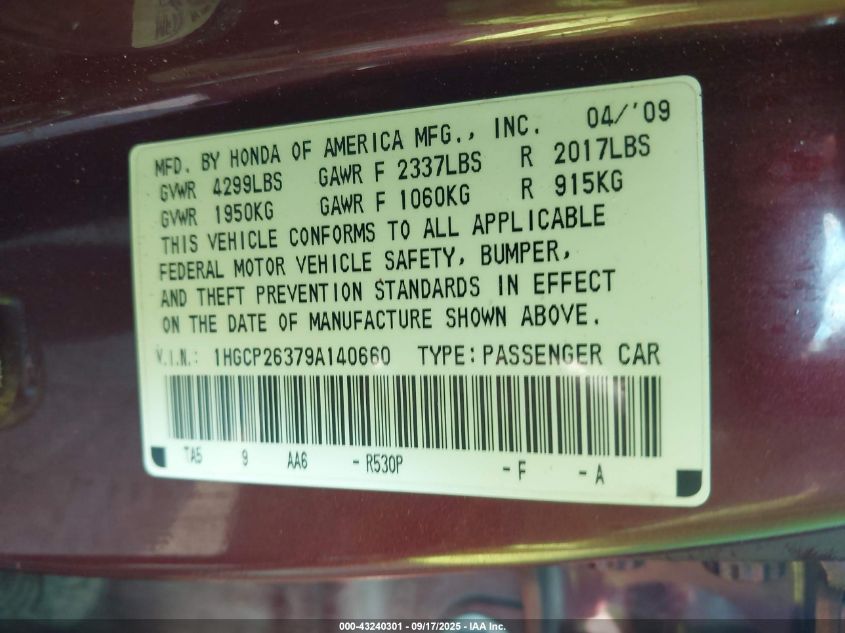 MFD. BY HONDA OF AMERICA MFG., INC. 04/'09
GVWR 4299LBS GAWR F 2337LBS R 2017LBS
GVWR 1950KG GAWR F 1060KG R 915KG
THIS VEHICLE CONFORMS TO ALL APPLICABLE
FEDERAL MOTOR VEHICLE SAFETY, BUMPER,
AND THEFT PREVENTION STANDARDS IN EFFECT
ON THE DATE OF MANUFACTURE SHOWN ABOVE.
V.I.N.: 1HGCP26379A140660 TYPE: PASSENGER CAR
TA5 9 AA6 -R530P -F -A
000-43240301 - 09/17/2025 - IAA Inc.